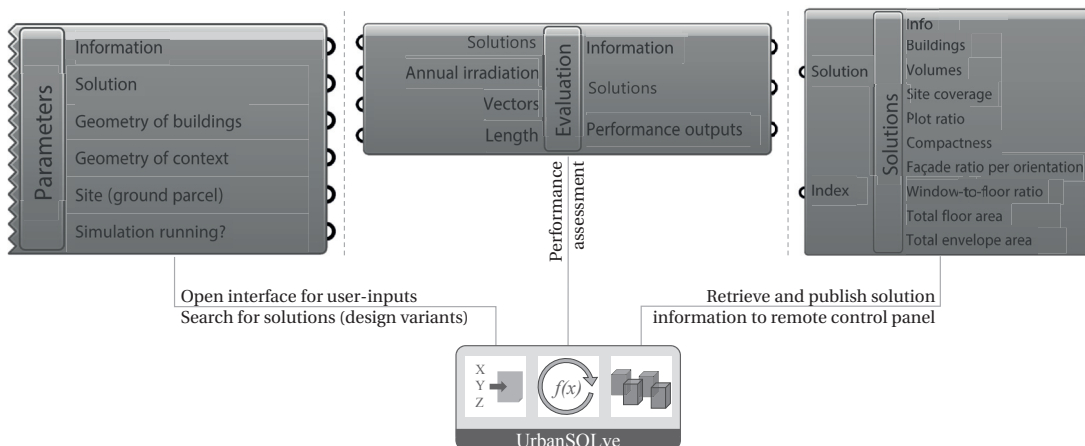 Parameters
Information
Solution
Geometry of buildings
Geometry of context
Site (ground parcel)
Simulation running?
Solutions
Annual irradiation
Vectors
Length
Evaluation
Information
Solutions
Performance outputs
Solution
Index
Solutions
Info
Buildings
Volumes
Site coverage
Plot ratio
Compactness
Façade ratio per orientation
Window-to-floor ratio
Total floor area
Total envelope area
Performance
assessment
Open interface for user-inputs
Search for solutions (design variants)
Retrieve and publish solution
information to remote control panel
X
Y
Z
f(x)
UrbanSOLve